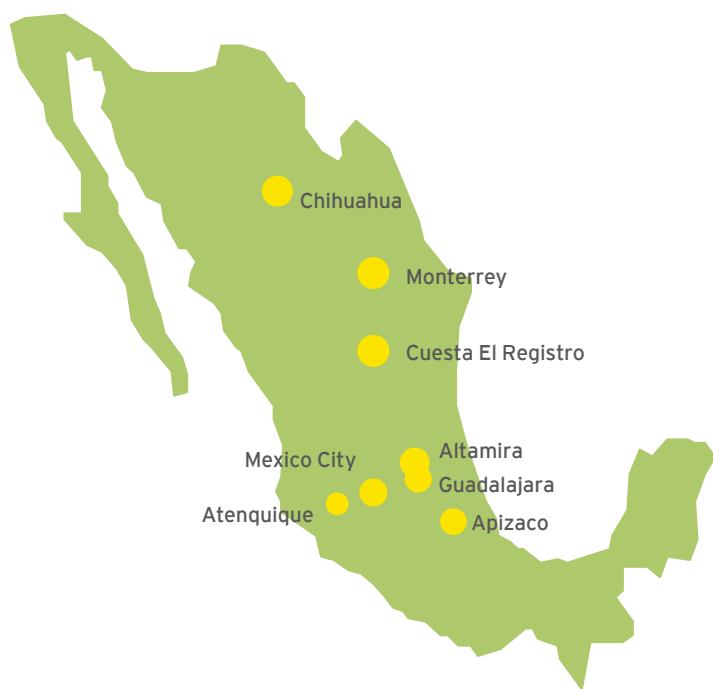 Chihuahua
Monterrey
Cuesta El Registro
Altamira
Mexico City
Guadalajara
Atenquique
Apizaco